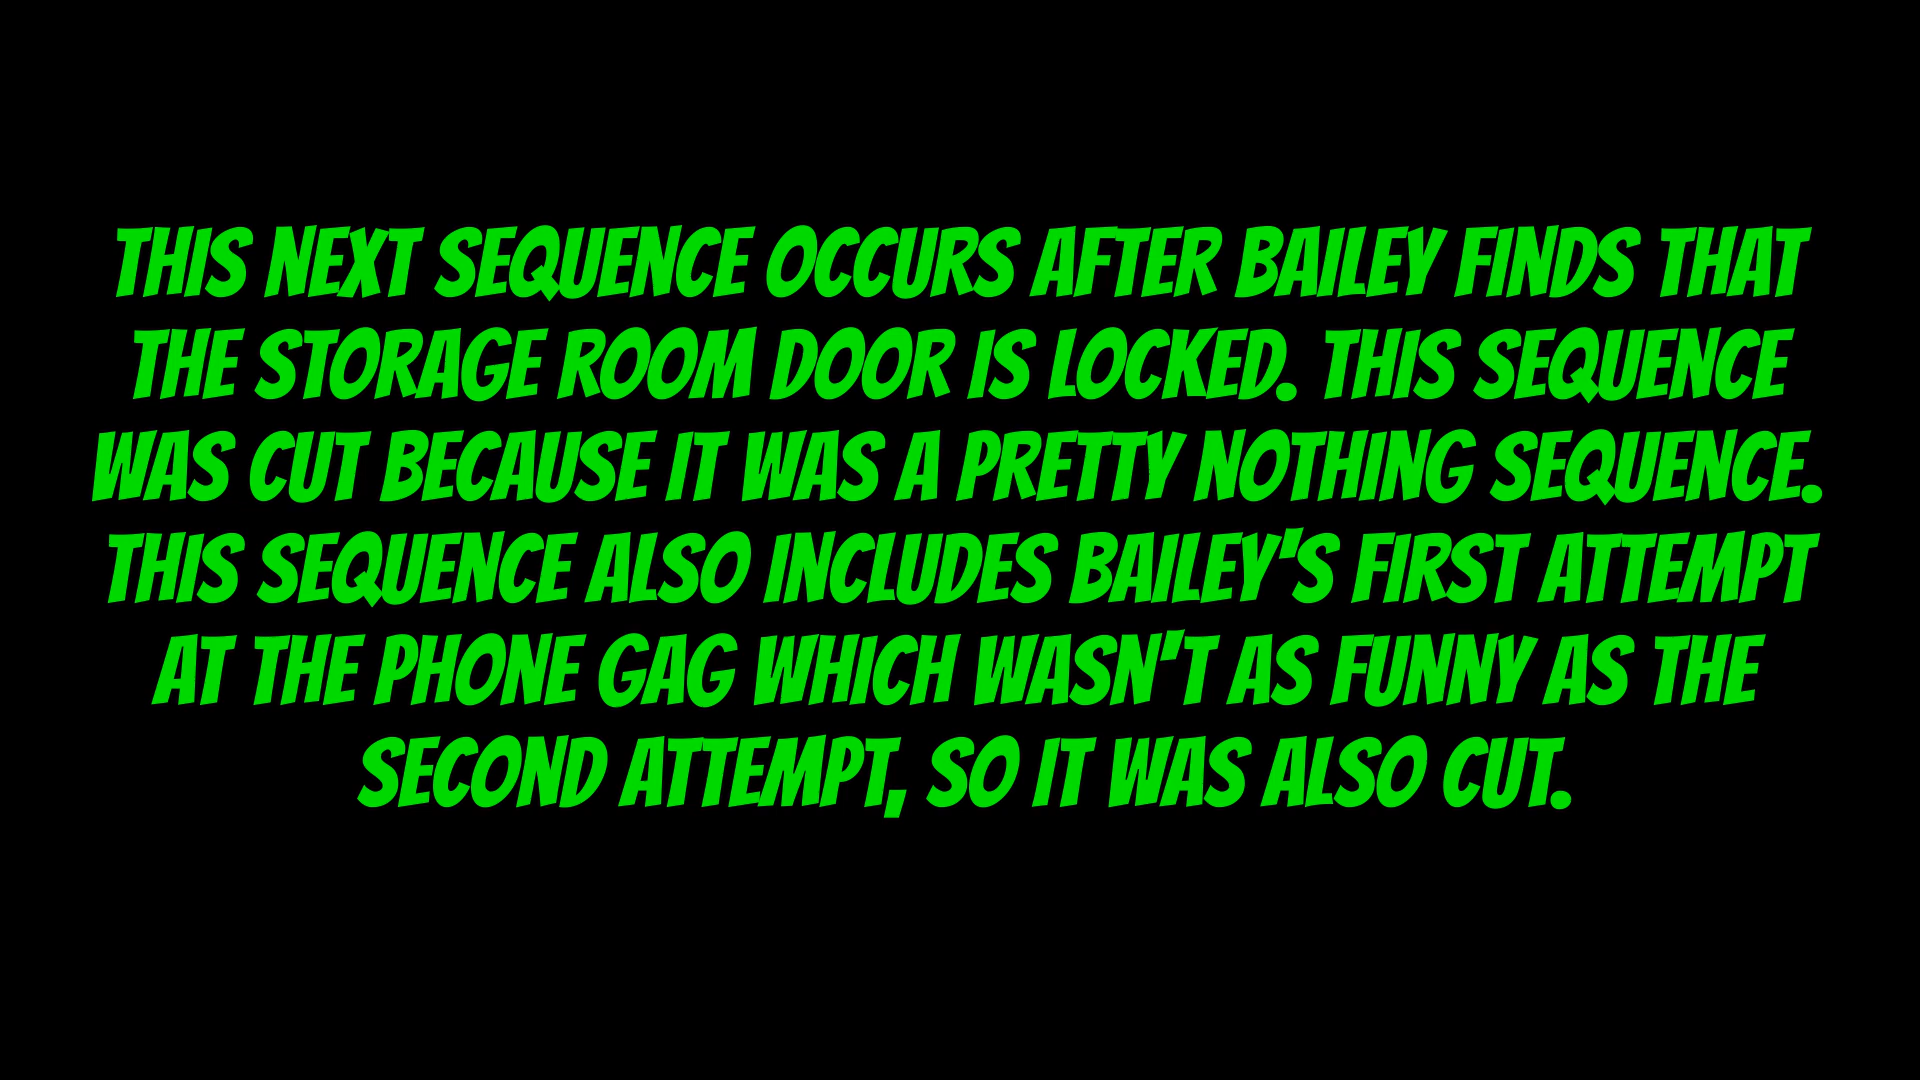 THIS NEXT SEQUENCE OCCURS AFTER BAILEY FINDS THAT
THE STORAGE ROOM DOOR IS LOCKED. THIS SEQUENCE
WAS CUT BECAUSE IT WAS A PRETTY NOTHING SEQUENCE.
THIS SEQUENCE ALSO INCLUDES BAILEY'S FIRST ATTEMPT
AT THE PHONE GAG WHICH WASN'T AS FUNNY AS THE
SECOND ATTEMPT, SO IT WAS ALSO CUT.